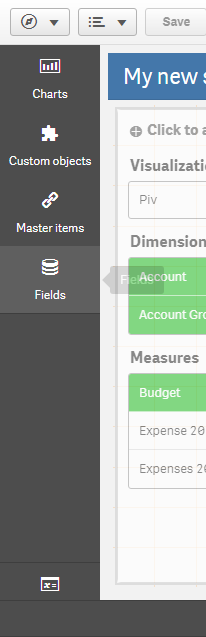 Save
Charts
Custom objects
Master items
Fields
Fields
My new
Click to a
Visualizati
Piv
Dimension
Account
Account Gro
Measures
Budget
Expense 20
Expenses 20
x=